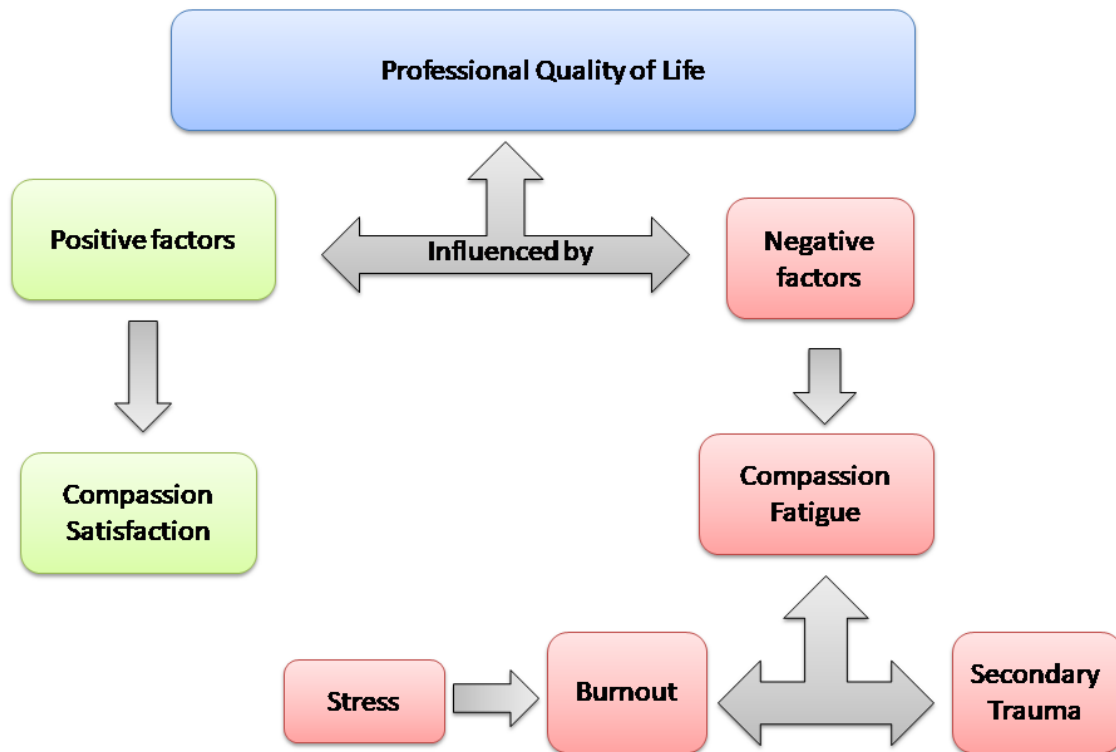 Professional Quality of Life
Positive factors
Influenced by
Negative
factors
Compassion
Satisfaction
Compassion
Fatigue
Stress
Burnout
Secondary
Trauma